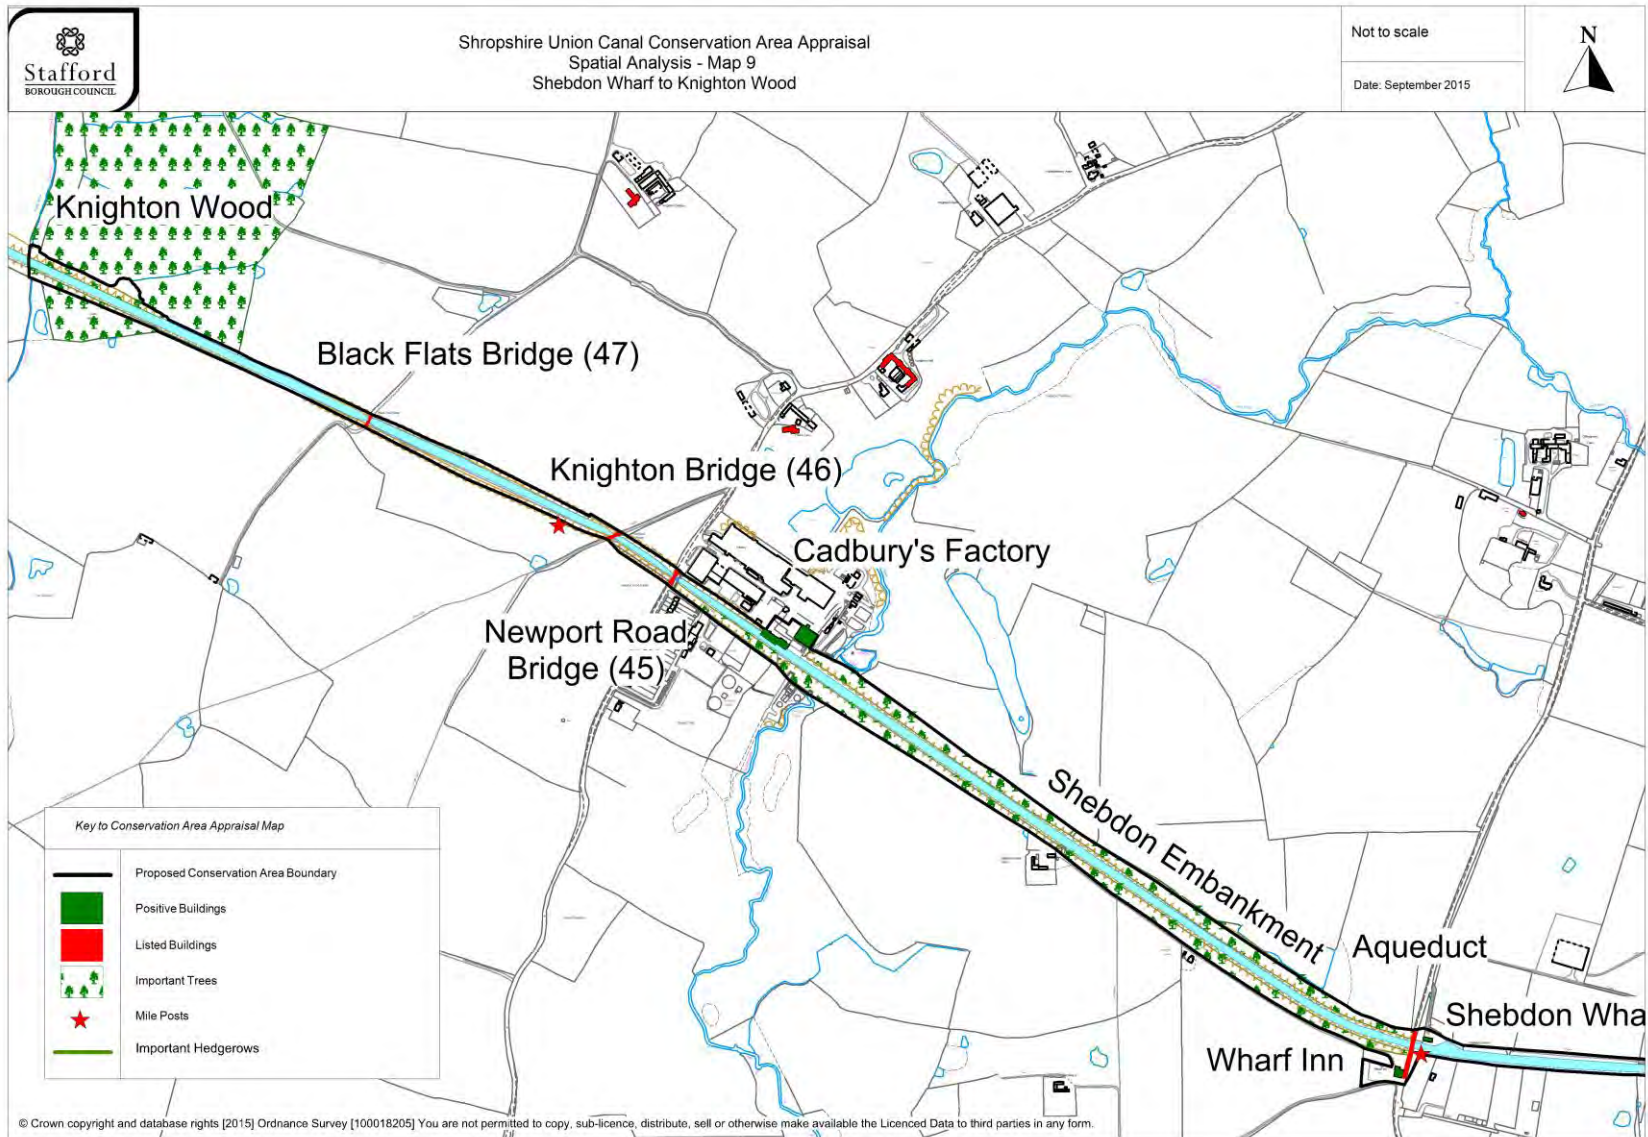 Stafford
BOROUGH COUNCIL
Shropshire Union Canal Conservation Area Appraisal
Spatial Analysis - Map 9
Shebdon Wharf to Knighton Wood
Not to scale
Date: September 2015
N
Knighton Wood
Black Flats Bridge (47)
Knighton Bridge (46)
Cadbury's Factory
Newport Road
Bridge (45)
Shebdon Embankment
Aqueduct
Shebdon Wha
Wharf Inn
Key to Conservation Area Appraisal Map
Proposed Conservation Area Boundary
Positive Buildings
Listed Buildings
Important Trees
Mile Posts
Important Hedgerows
© Crown copyright and database rights [2015] Ordnance Survey [100018205] You are not permitted to copy, sub-licence, distribute, sell or otherwise make available the Licenced Data to third parties in any form.